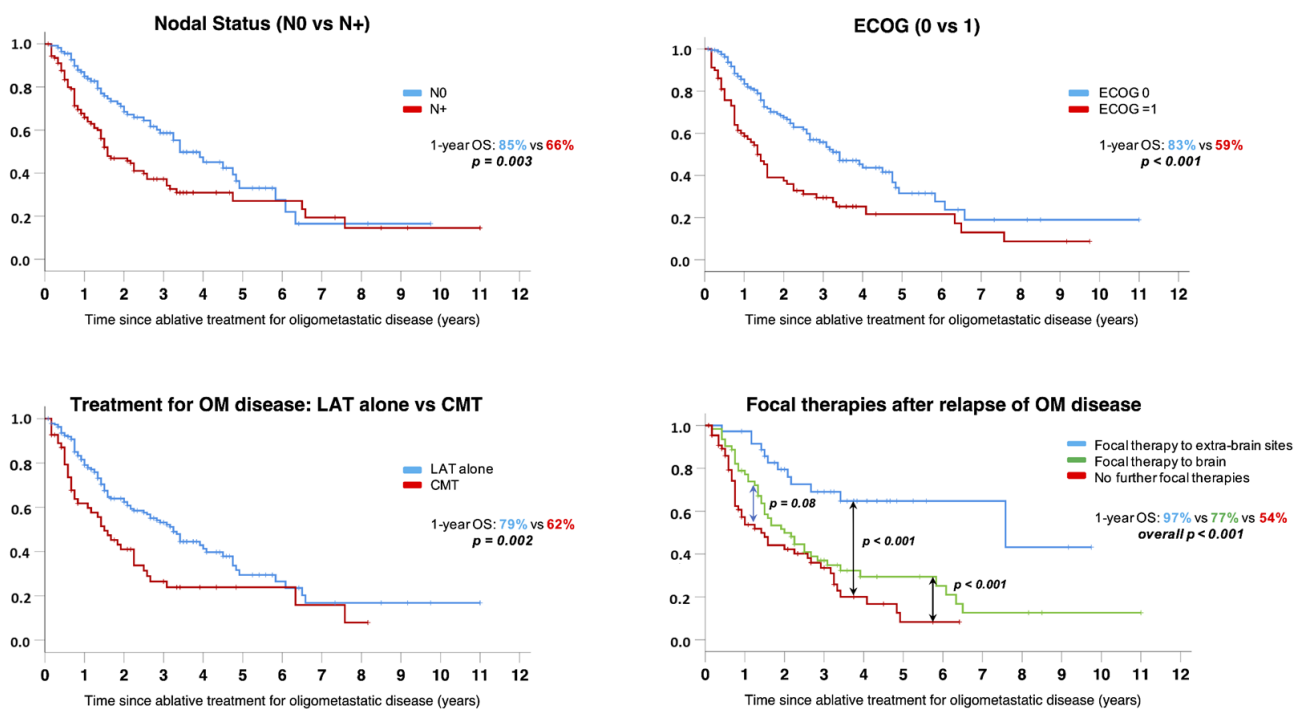 Nodal Status (N0 vs N+)
1.0
0.8
0.6
0.4
0.2
0.0
N0
N+
1-year OS: 85% vs 66%
p = 0.003
0 1 2 3 4 5 6 7 8 9 10 11 12
Time since ablative treatment for oligometastatic disease (years)
ECOG (0 vs 1)
1.0
0.8
0.6
0.4
0.2
0.0
ECOG 0
ECOG =1
1-year OS: 83% vs 59%
p < 0.001
0 1 2 3 4 5 6 7 8 9 10 11 12
Time since ablative treatment for oligometastatic disease (years)
Treatment for OM disease: LAT alone vs CMT
1.0
0.8
0.6
0.4
0.2
0.0
LAT alone
CMT
1-year OS: 79% vs 62%
p = 0.002
0 1 2 3 4 5 6 7 8 9 10 11 12
Time since ablative treatment for oligometastatic disease (years)
Focal therapies after relapse of OM disease
1.0
0.8
0.6
0.4
0.2
0.0
Focal therapy to extra-brain sites
Focal therapy to brain
No further focal therapies
1-year OS: 97% vs 77% vs 54%
overall p < 0.001
p = 0.08
p < 0.001
p < 0.001
0 1 2 3 4 5 6 7 8 9 10 11 12
Time since ablative treatment for oligometastatic disease (years)